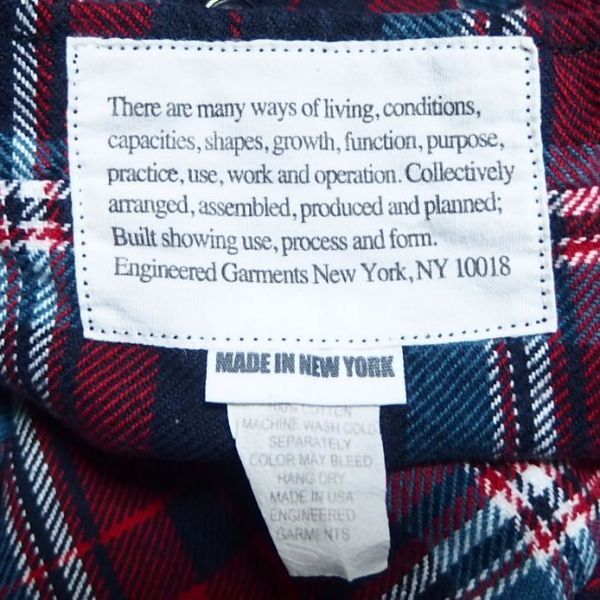 There are many ways of living, conditions,
capacities, shapes, growth, function, purpose,
practice, use, work and operation. Collectively
arranged, assembled, produced and planned;
Built showing use, process and form.
Engineered Garments New York, NY 10018
MADE IN NEW YORK
100% COTTON
MACHINE WASH COLD
SEPARATELY
COLOR MAY BLEED
HANG DRY
MADE IN USA
ENGINEERED
GARMENTS